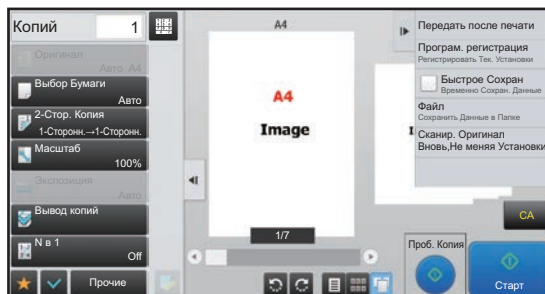 Копий 1
Оригинал
Авто A4
Выбор Бумаги
Авто
2-Стор. Копия
1-Сторонн.→1-Сторонн.
Масштаб
100%
Экспозиция
Авто
Вывод копий
N в 1
Off
Прочие
A4
A4
Image
1/7
Передать после печати
Програм. регистрация
Регистрировать Тек. Установки
Быстрое Сохран
Временно Сохран. Данные
Файл
Сохранить Данные в Папке
Сканир. Оригинал
Вновь,Не меняя Установки
CA
Проб. Копия
Старт